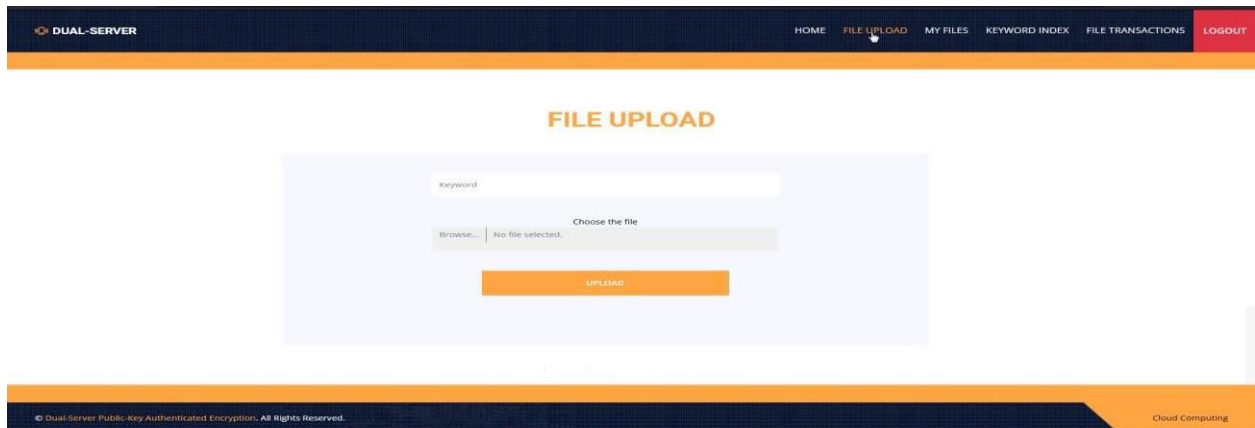 DUAL-SERVER
HOME FILE UPLOAD MY FILES KEYWORD INDEX FILE TRANSACTIONS LOGOUT
FILE UPLOAD
Keyword
Choose the file
Browse... No file selected.
UPLOAD
© Dual-Server Public-Key Authenticated Encryption. All Rights Reserved.
Cloud Computing